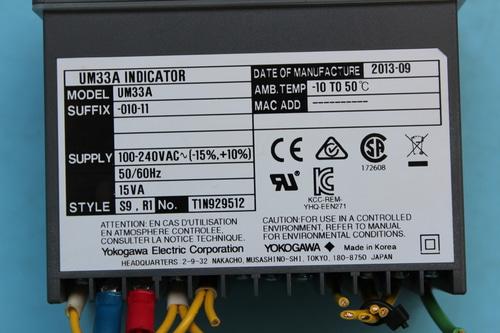 UM33A INDICATOR
MODEL UM33A
SUFFIX -010-11
SUPPLY 100-240VAC~(-15%,+10%)
50/60Hz
15VA
STYLE S9 . R1 No. T1N929512
DATE OF MANUFACTURE 2013-09
AMB.TEMP -10 TO 50℃
MAC ADD ----------
CE
172608
KCC-REM-
YHQ-EEN271
ATTENTION: EN CAS D'UTILISATION
EN ATMOSPHERE CONTROLEE,
CONSULTER LA NOTICE TECHNIQUE.
CAUTION:FOR USE IN A CONTROLLED
ENVIRONMENT, REFER TO MANUAL
FOR ENVIRONMENTAL CONDITIONS.
Yokogawa Electric Corporation
YOKOGAWA Made in Korea
HEADQUARTERS 2-9-32 NAKACHO, MUSASHINO-SHI, TOKYO, 180-8750 JAPAN